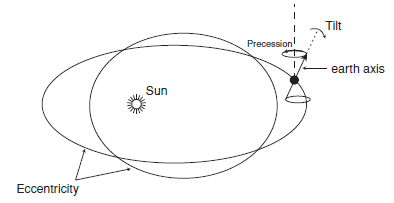 Tilt
Precession
earth axis
Sun
Eccentricity